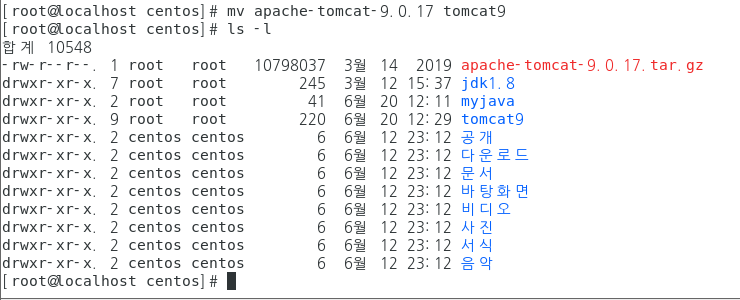 [root@localhost centos]# mv apache-tomcat-9.0.17 tomcat9
[root@localhost centos]# ls -l
합계 10548
-rw-r--r--. 1 root   root   10798037  3월 14  2019 apache-tomcat-9.0.17.tar.gz
drwxr-xr-x. 7 root   root        245  3월 12 15:37 jdk1.8
drwxr-xr-x. 2 root   root         41  6월 20 12:11 myjava
drwxr-xr-x. 9 root   root        220  6월 20 12:29 tomcat9
drwxr-xr-x. 2 centos centos        6  6월 12 23:12 공개
drwxr-xr-x. 2 centos centos        6  6월 12 23:12 다운로드
drwxr-xr-x. 2 centos centos        6  6월 12 23:12 문서
drwxr-xr-x. 2 centos centos        6  6월 12 23:12 바탕화면
drwxr-xr-x. 2 centos centos        6  6월 12 23:12 비디오
drwxr-xr-x. 2 centos centos        6  6월 12 23:12 사진
drwxr-xr-x. 2 centos centos        6  6월 12 23:12 서식
drwxr-xr-x. 2 centos centos        6  6월 12 23:12 음악
[root@localhost centos]#